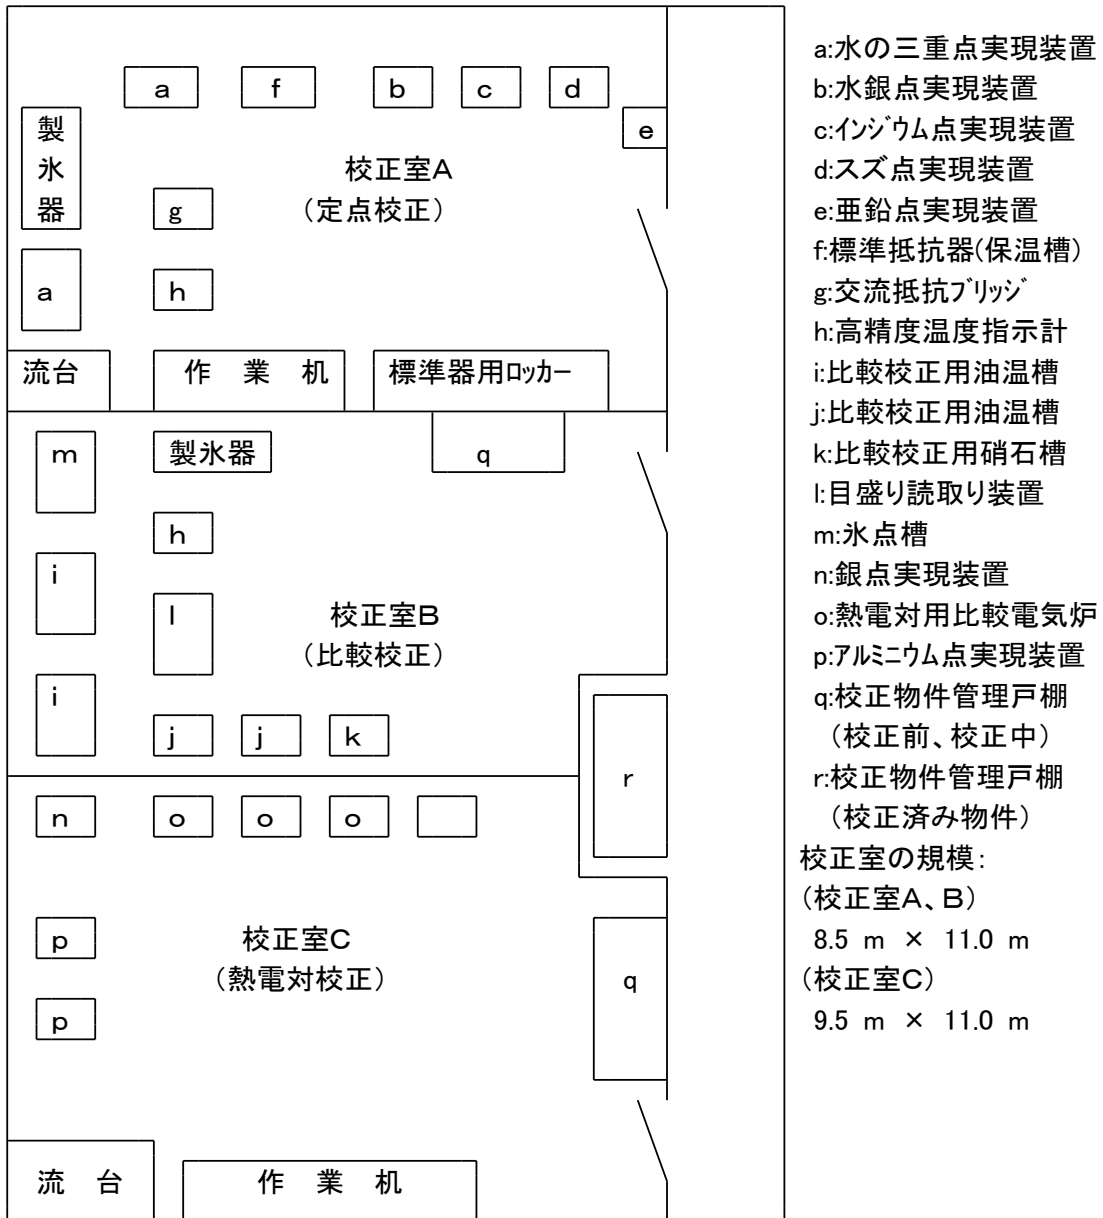 a f b c d
e
製
氷
器
校正室A
(定点校正)
g
a
h
流台 作 業 机 標準器用ロッカー
m 製氷器 q
h
i
l
校正室B
(比較校正)
i
j j k
r
n o o o
p
校正室C
(熱電対校正)
q
p
流 台 作 業 机
a:水の三重点実現装置
b:水銀点実現装置
c:インジウム点実現装置
d:スズ点実現装置
e:亜鉛点実現装置
f:標準抵抗器(保温槽)
g:交流抵抗ブリッジ
h:高精度温度指示計
i:比較校正用油温槽
j:比較校正用油温槽
k:比較校正用硝石槽
l:目盛り読取り装置
m:氷点槽
n:銀点実現装置
o:熱電対用比較電気炉
p:アルミニウム点実現装置
q:校正物件管理戸棚
(校正前、校正中)
r:校正物件管理戸棚
(校正済み物件)
校正室の規模:
(校正室A、B)
8.5 m × 11.0 m
(校正室C)
9.5 m × 11.0 m